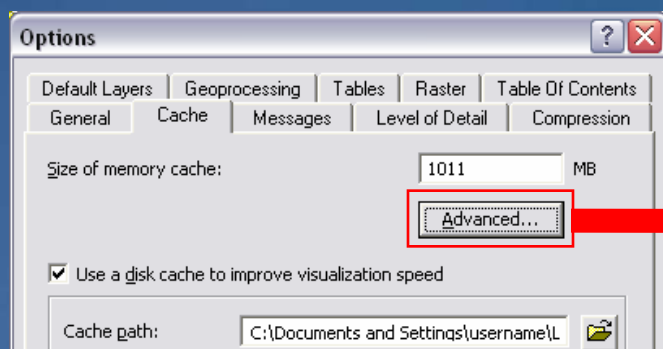 Options
Default Layers Geoprocessing Tables Raster Table Of Contents
General Cache Messages Level of Detail Compression
Size of memory cache: 1011 MB
Advanced...
Use a disk cache to improve visualization speed
Cache path: C:\Documents and Settings\username\L